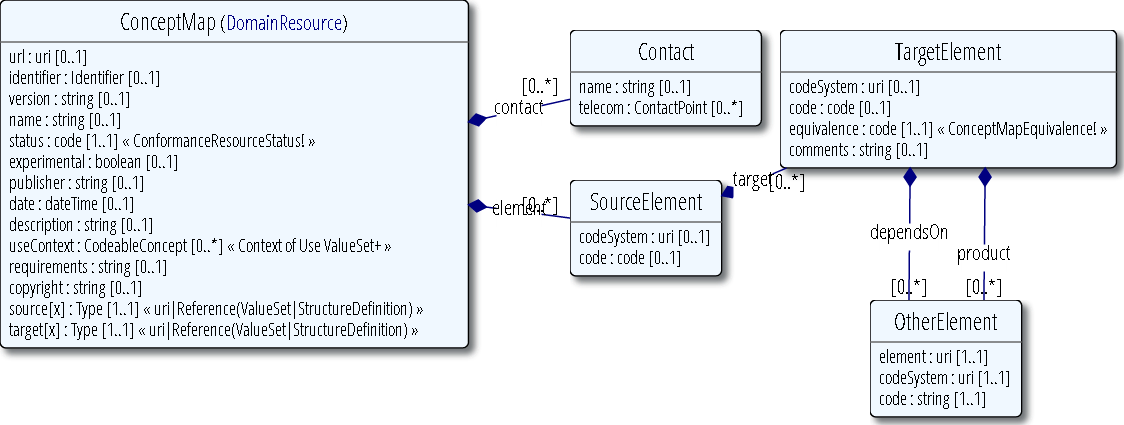 ConceptMap (DomainResource)
url : uri [0..1]
identifier : Identifier [0..1]
version : string [0..1]
name : string [0..1]
status : code [1..1] « ConformanceResourceStatus! »
experimental : boolean [0..1]
publisher : string [0..1]
date : dateTime [0..1]
description : string [0..1]
useContext : CodeableConcept [0..*] « Context of Use ValueSet+ »
requirements : string [0..1]
copyright : string [0..1]
source[x] : Type [1..1] « uri|Reference(ValueSet|StructureDefinition) »
target[x] : Type [1..1] « uri|Reference(ValueSet|StructureDefinition) »
[0..*]
contact
Contact
name : string [0..1]
telecom : ContactPoint [0..*]
element
[0..*]
SourceElement
codeSystem : uri [0..1]
code : code [0..1]
target
[0..*]
TargetElement
codeSystem : uri [0..1]
code : code [0..1]
equivalence : code [1..1] « ConceptMapEquivalence! »
comments : string [0..1]
dependsOn
product
[0..*]
[0..*]
OtherElement
element : uri [1..1]
codeSystem : uri [1..1]
code : string [1..1]